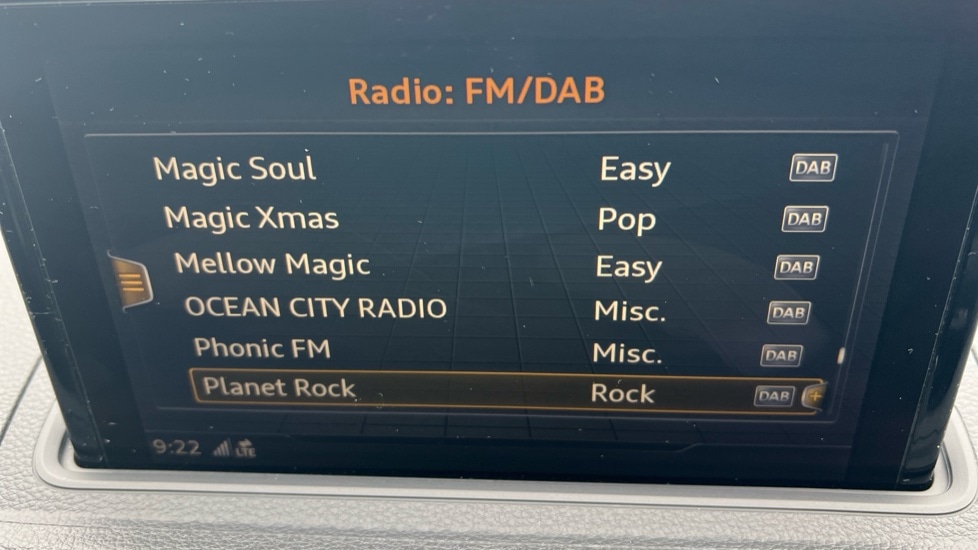 Radio: FM/DAB
Magic Soul Easy DAB
Magic Xmas Pop DAB
Mellow Magic Easy DAB
OCEAN CITY RADIO Misc. DAB
Phonic FM Misc. DAB
Planet Rock Rock DAB +
9:22 LTE